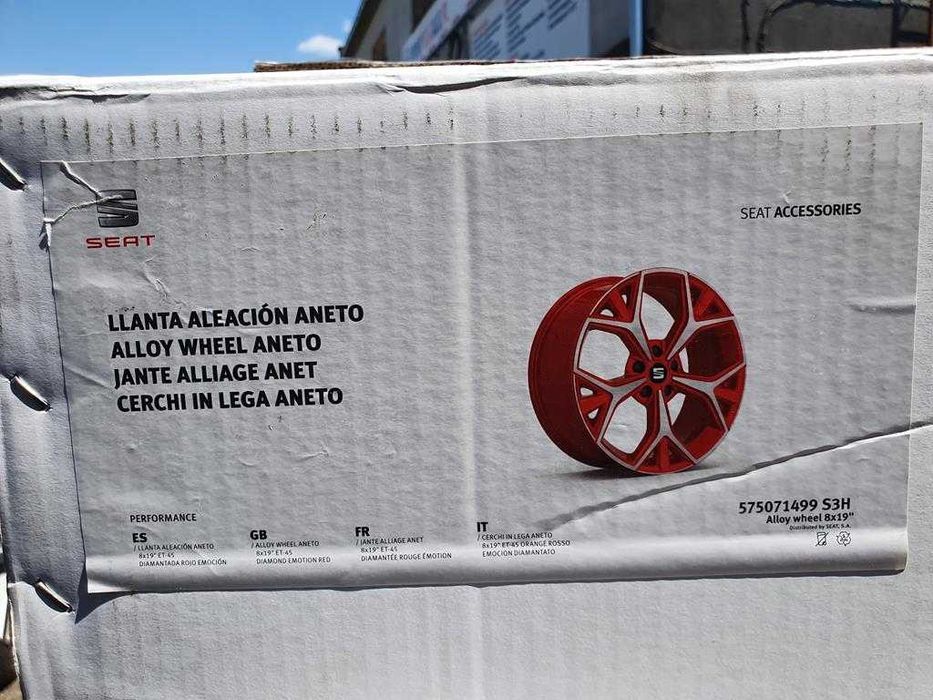 SEAT
SEAT ACCESSORIES
LLANTA ALEACIÓN ANETO
ALLOY WHEEL ANETO
JANTE ALLIAGE ANET
CERCHI IN LEGA ANETO
575071499 S3H
Alloy wheel 8x19"
Distributed by SEAT, S.A.
PERFORMANCE
ES
/ LLANTA ALEACIÓN ANETO
8x19" ET-45
DIAMANTADA ROJO EMOCIÓN
GB
/ ALLOY WHEEL ANETO
8x19" ET-45
DIAMOND EMOTION RED
FR
/ JANTE ALLIAGE ANET
8x19" ET-45
DIAMANTÉE ROUGE ÉMOTION
IT
/ CERCHI IN LEGA ANETO
8x19" ET-45 ORANGE ROSSO
EMOCIÓN DIAMANTATO